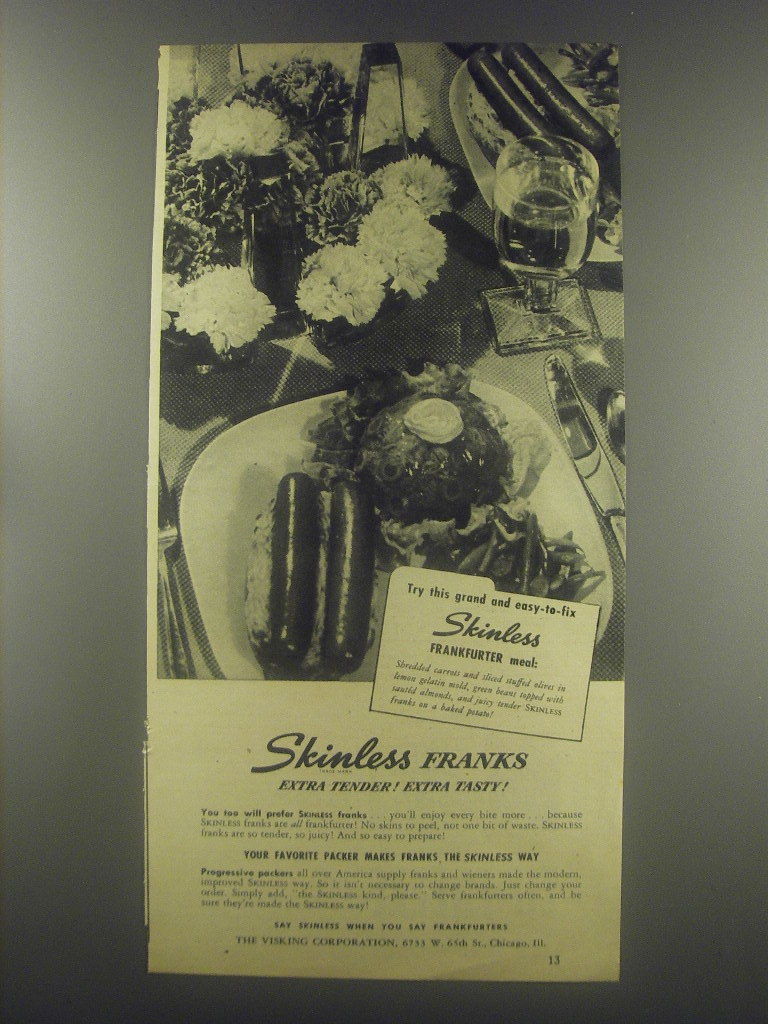 Try this grand and easy-to-fix
Skinless
FRANKFURTER meal:
Shredded carrots and sliced stuffed olives in
lemon gelatin mold, green beans topped with
sautéd almonds, and juicy tender SKINLESS
franks on a baked potato!
Skinless FRANKS
TRADE MARK
EXTRA TENDER! EXTRA TASTY!
You too will prefer SKINLESS franks . . . you'll enjoy every bite more . . . because
SKINLESS franks are all frankfurter! No skins to peel, not one bit of waste. SKINLESS
franks are so tender, so juicy! And so easy to prepare!
YOUR FAVORITE PACKER MAKES FRANKS THE SKINLESS WAY
Progressive packers all over America supply franks and wieners made the modern,
improved SKINLESS way. So it isn't necessary to change brands. Just change your
order. Simply add, "the SKINLESS kind, please." Serve frankfurters often, and be
sure they're made the SKINLESS way!
SAY SKINLESS WHEN YOU SAY FRANKFURTERS
THE VISKING CORPORATION, 6733 W. 65th St., Chicago, Ill.
13